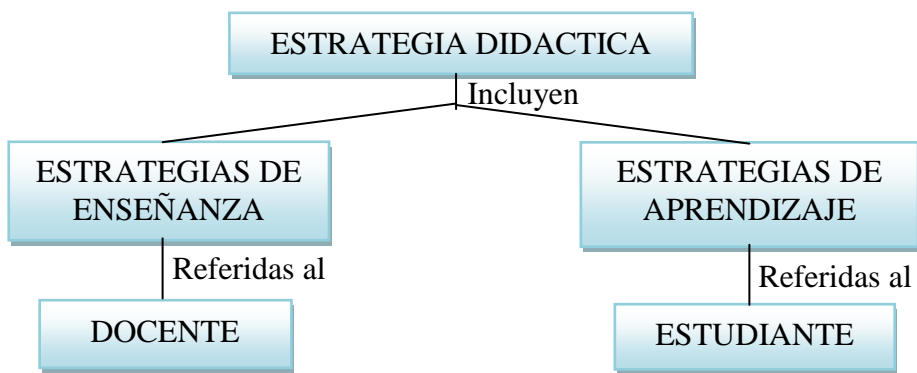 ESTRATEGIA DIDACTICA
Incluyen
ESTRATEGIAS DE
ENSEÑANZA
ESTRATEGIAS DE
APRENDIZAJE
Referidas al
Referidas al
DOCENTE
ESTUDIANTE